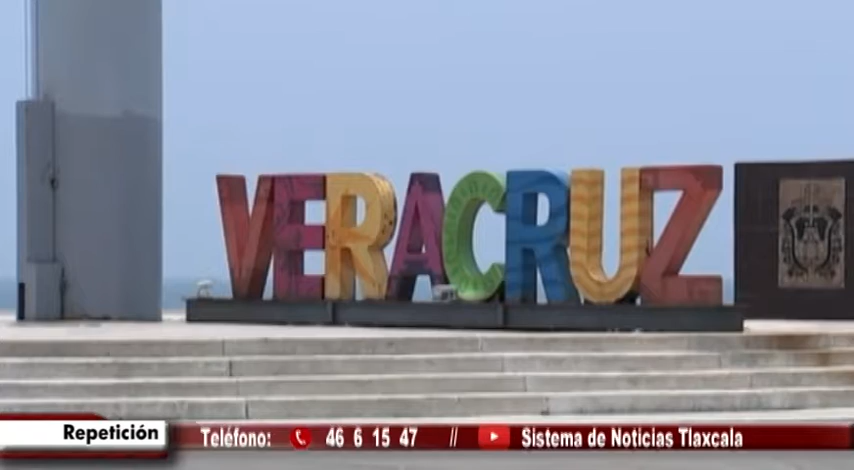 VERACRUZ
Repetición
Teléfono: 46 6 15 47 // Sistema de Noticias Tlaxcala